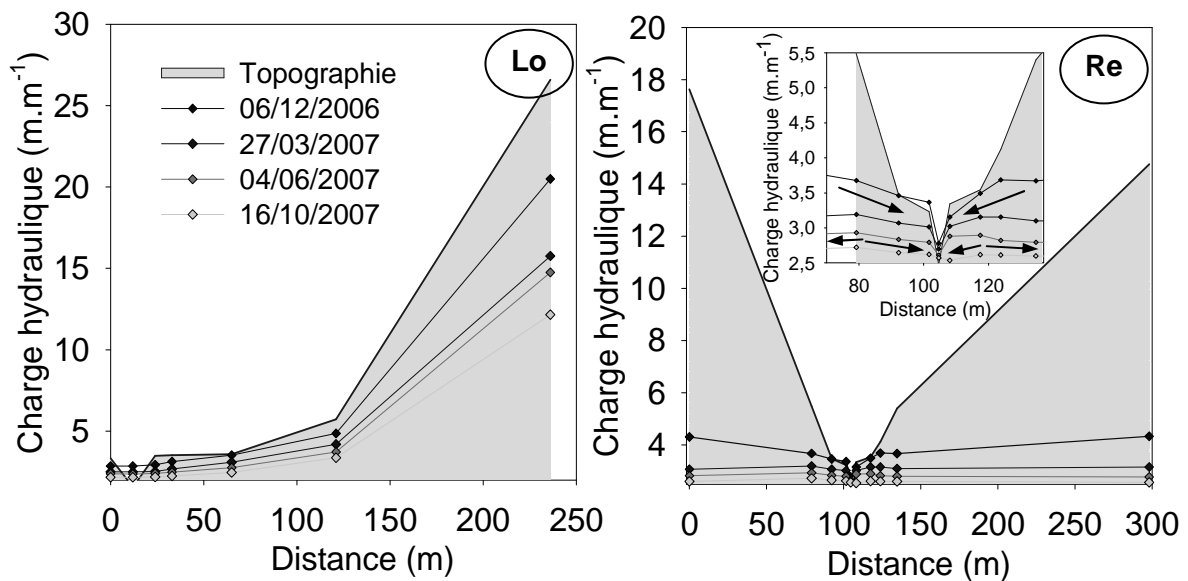 Charge hydraulique (m.m-1)
30
25
20
15
10
5
0 50 100 150 200 250
Distance (m)
Lo
Topographie
06/12/2006
27/03/2007
04/06/2007
16/10/2007
Charge hydraulique (m.m-1)
20
18
16
14
12
10
8
6
4
0 50 100 150 200 250 300
Distance (m)
Re
Charge hydraulique (m.m-1)
5,5
5,0
4,5
4,0
3,5
3,0
2,5
80 100 120
Distance (m)